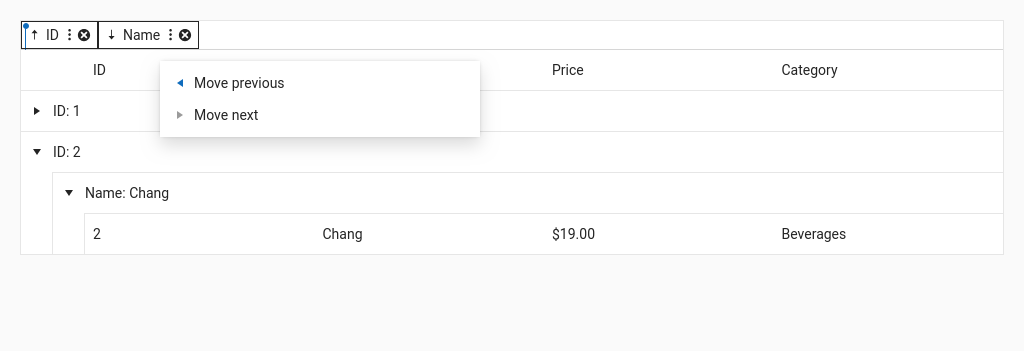 ID Name
ID Price Category
Move previous
Move next
ID: 1
ID: 2
Name: Chang
2 Chang $19.00 Beverages